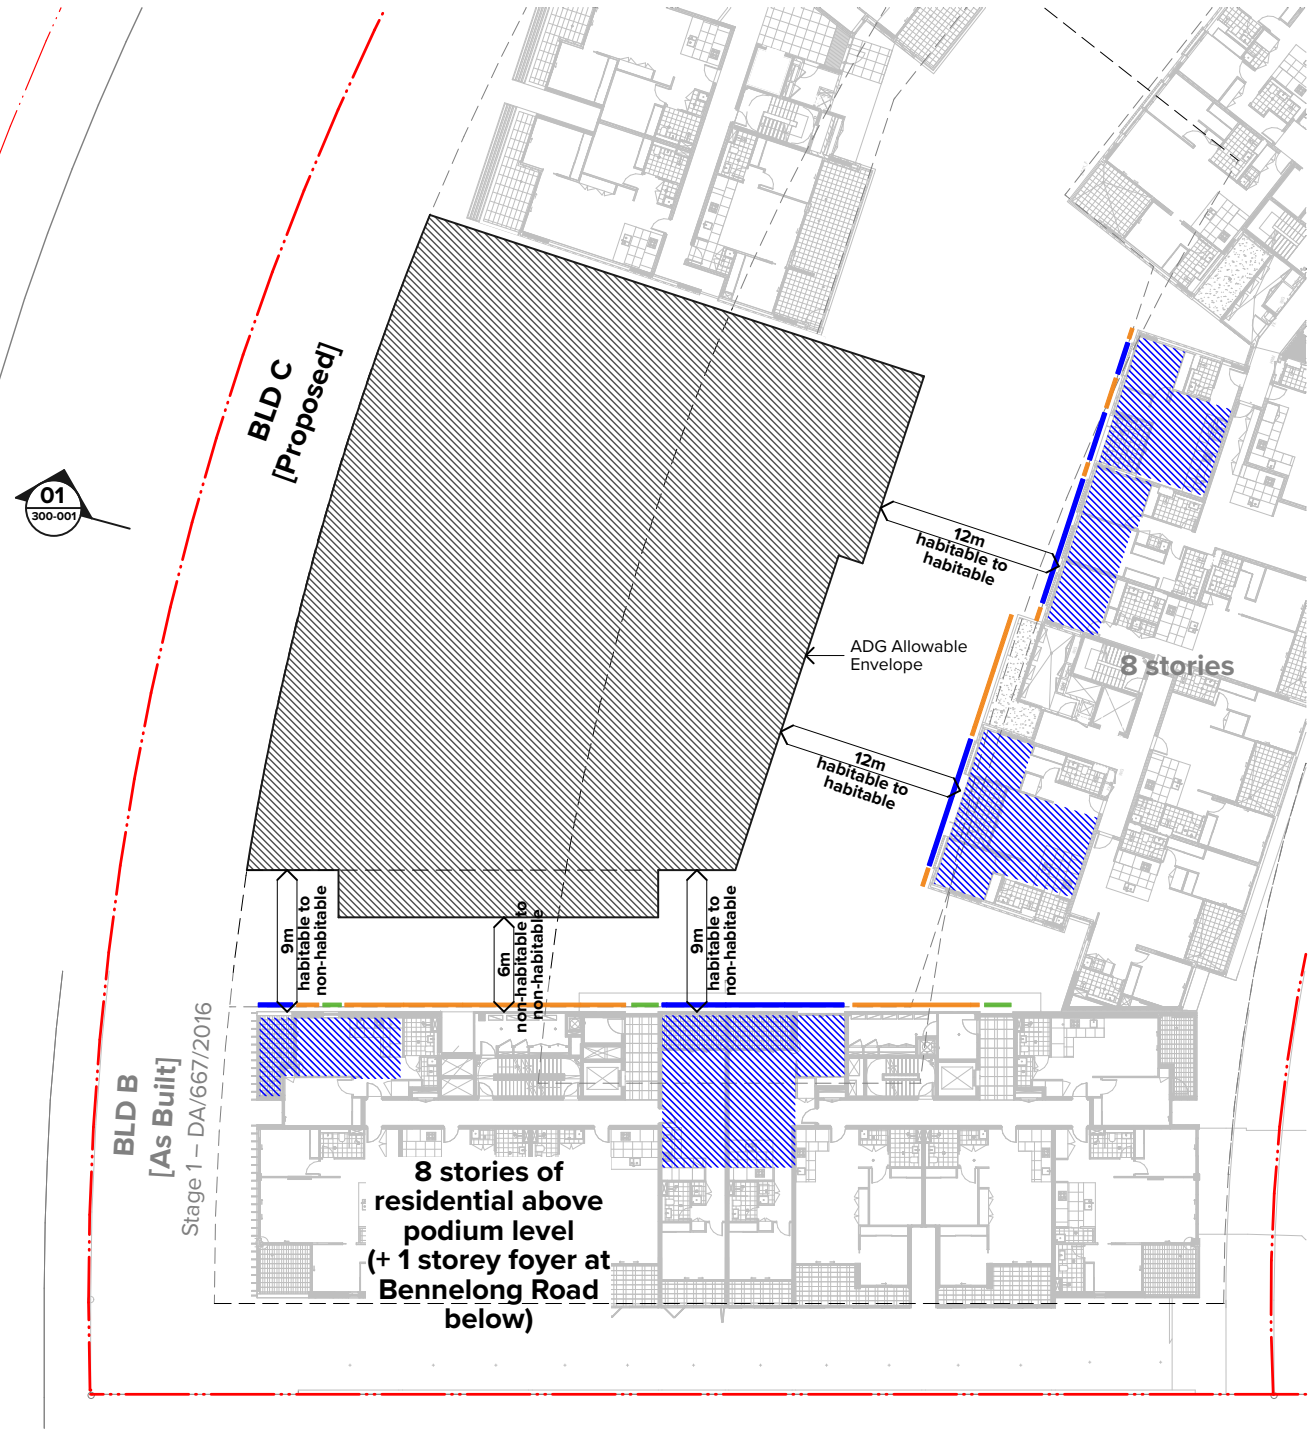 BLD C
[Proposed]
01
300-001
12m
habitable to
habitable
ADG Allowable
Envelope
8 stories
12m
habitable to
habitable
9m
habitable to
non-habitable
6m
non-habitable to
non-habitable
9m
habitable to
non-habitable
BLD B
[As Built]
Stage 1 – DA/667/2016
8 stories of
residential above
podium level
(+ 1 storey foyer at
Bennelong Road
below)